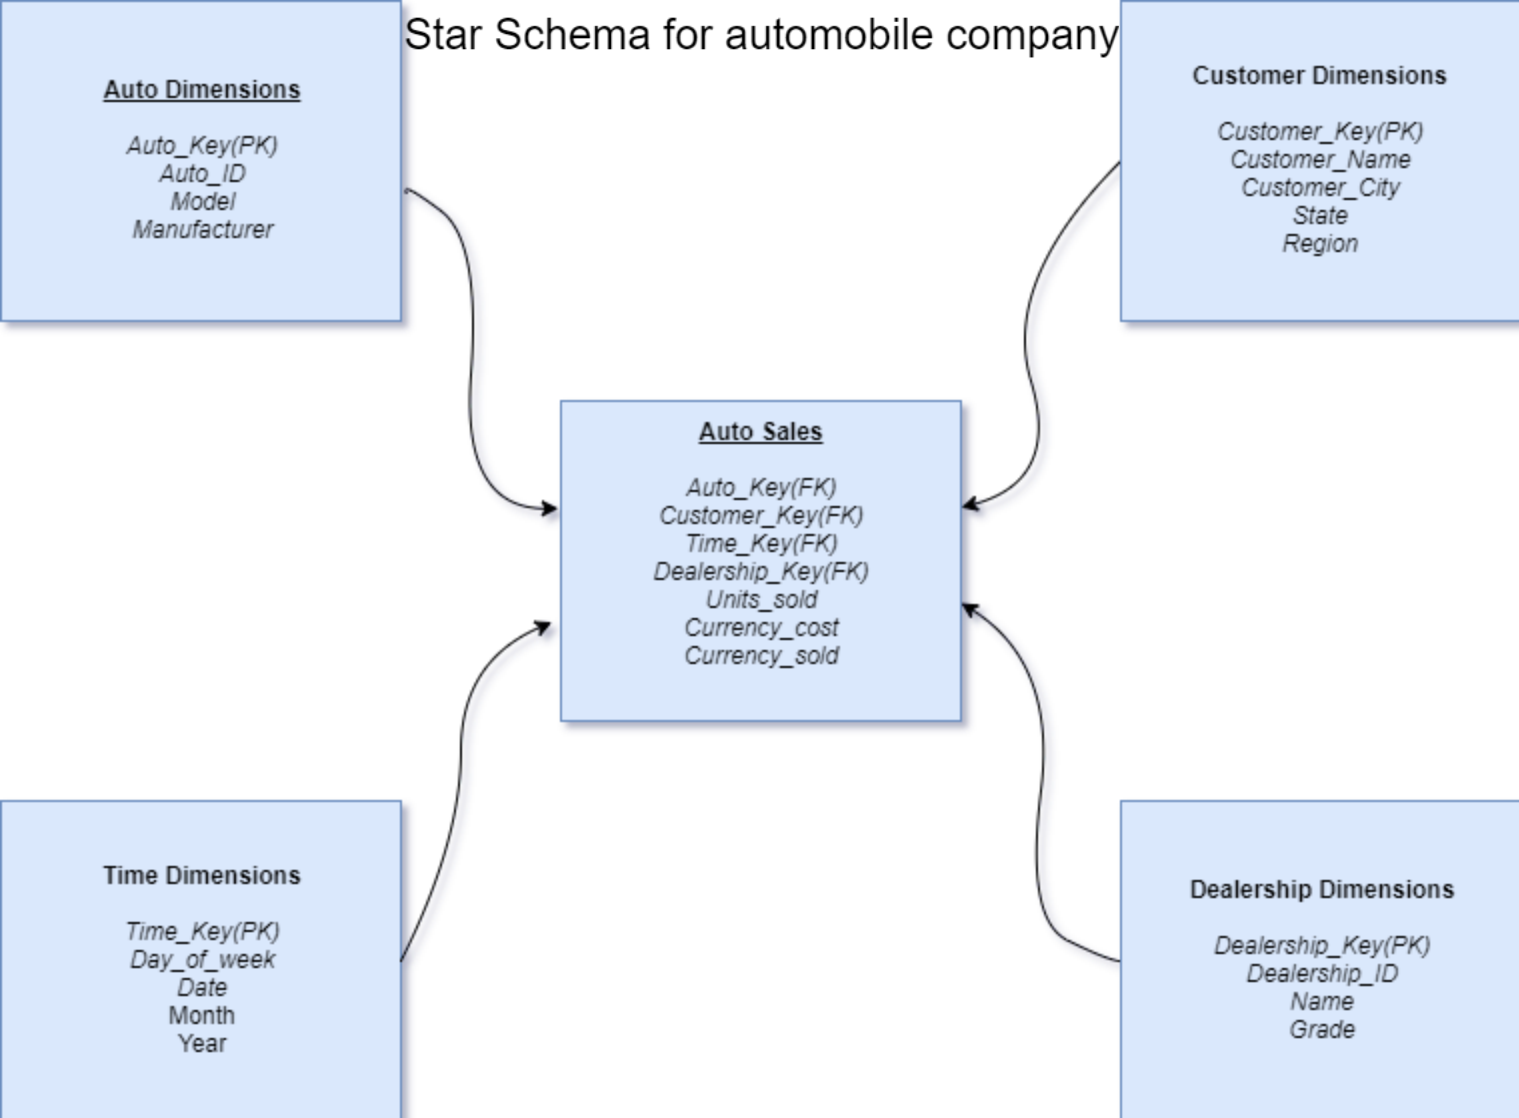 Star Schema for automobile company
Auto Dimensions
Auto_Key(PK)
Auto_ID
Model
Manufacturer
Customer Dimensions
Customer_Key(PK)
Customer_Name
Customer_City
State
Region
Auto Sales
Auto_Key(FK)
Customer_Key(FK)
Time_Key(FK)
Dealership_Key(FK)
Units_sold
Currency_cost
Currency_sold
Time Dimensions
Time_Key(PK)
Day_of_week
Date
Month
Year
Dealership Dimensions
Dealership_Key(PK)
Dealership_ID
Name
Grade